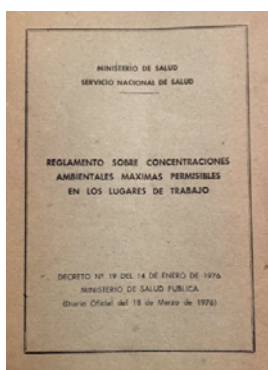 MINISTERIO DE SALUD
SERVICIO NACIONAL DE SALUD
REGLAMENTO SOBRE CONCENTRACIONES
AMBIENTALES MAXIMAS PERMISIBLES
EN LOS LUGARES DE TRABAJO
DECRETO Nº 19 DEL 14 DE ENERO DE 1976
MINISTERIO DE SALUD PUBLICA
(Diario Oficial del 18 de Marzo de 1976)